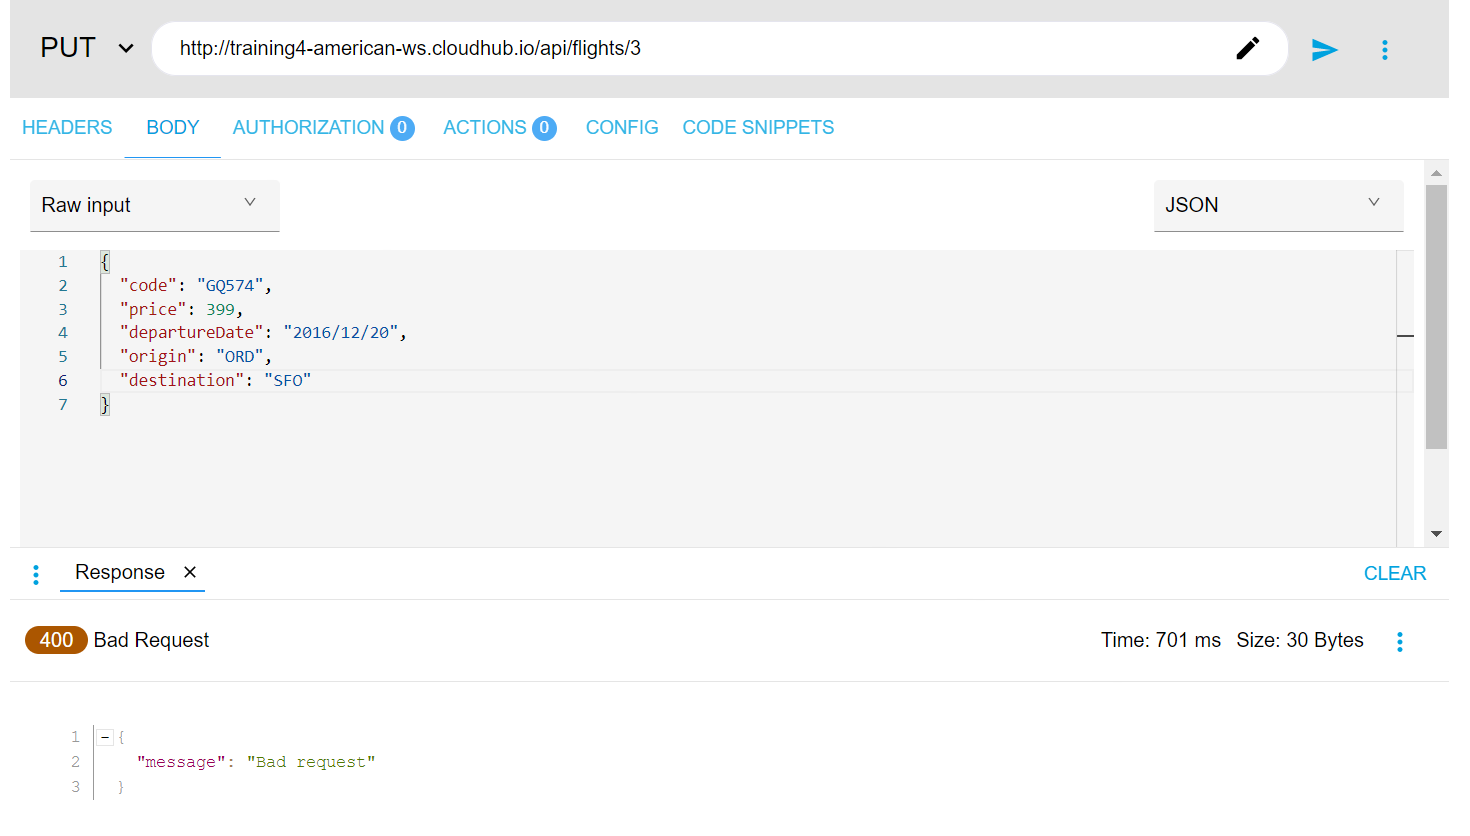 PUT http://training4-american-ws.cloudhub.io/api/flights/3
HEADERS BODY AUTHORIZATION 0 ACTIONS 0 CONFIG CODE SNIPPETS
Raw input JSON
1 {
2 "code": "GQ574",
3 "price": 399,
4 "departureDate": "2016/12/20",
5 "origin": "ORD",
6 "destination": "SFO"
7 }
Response × CLEAR
400 Bad Request Time: 701 ms Size: 30 Bytes
1 {
2 "message": "Bad request"
3 }